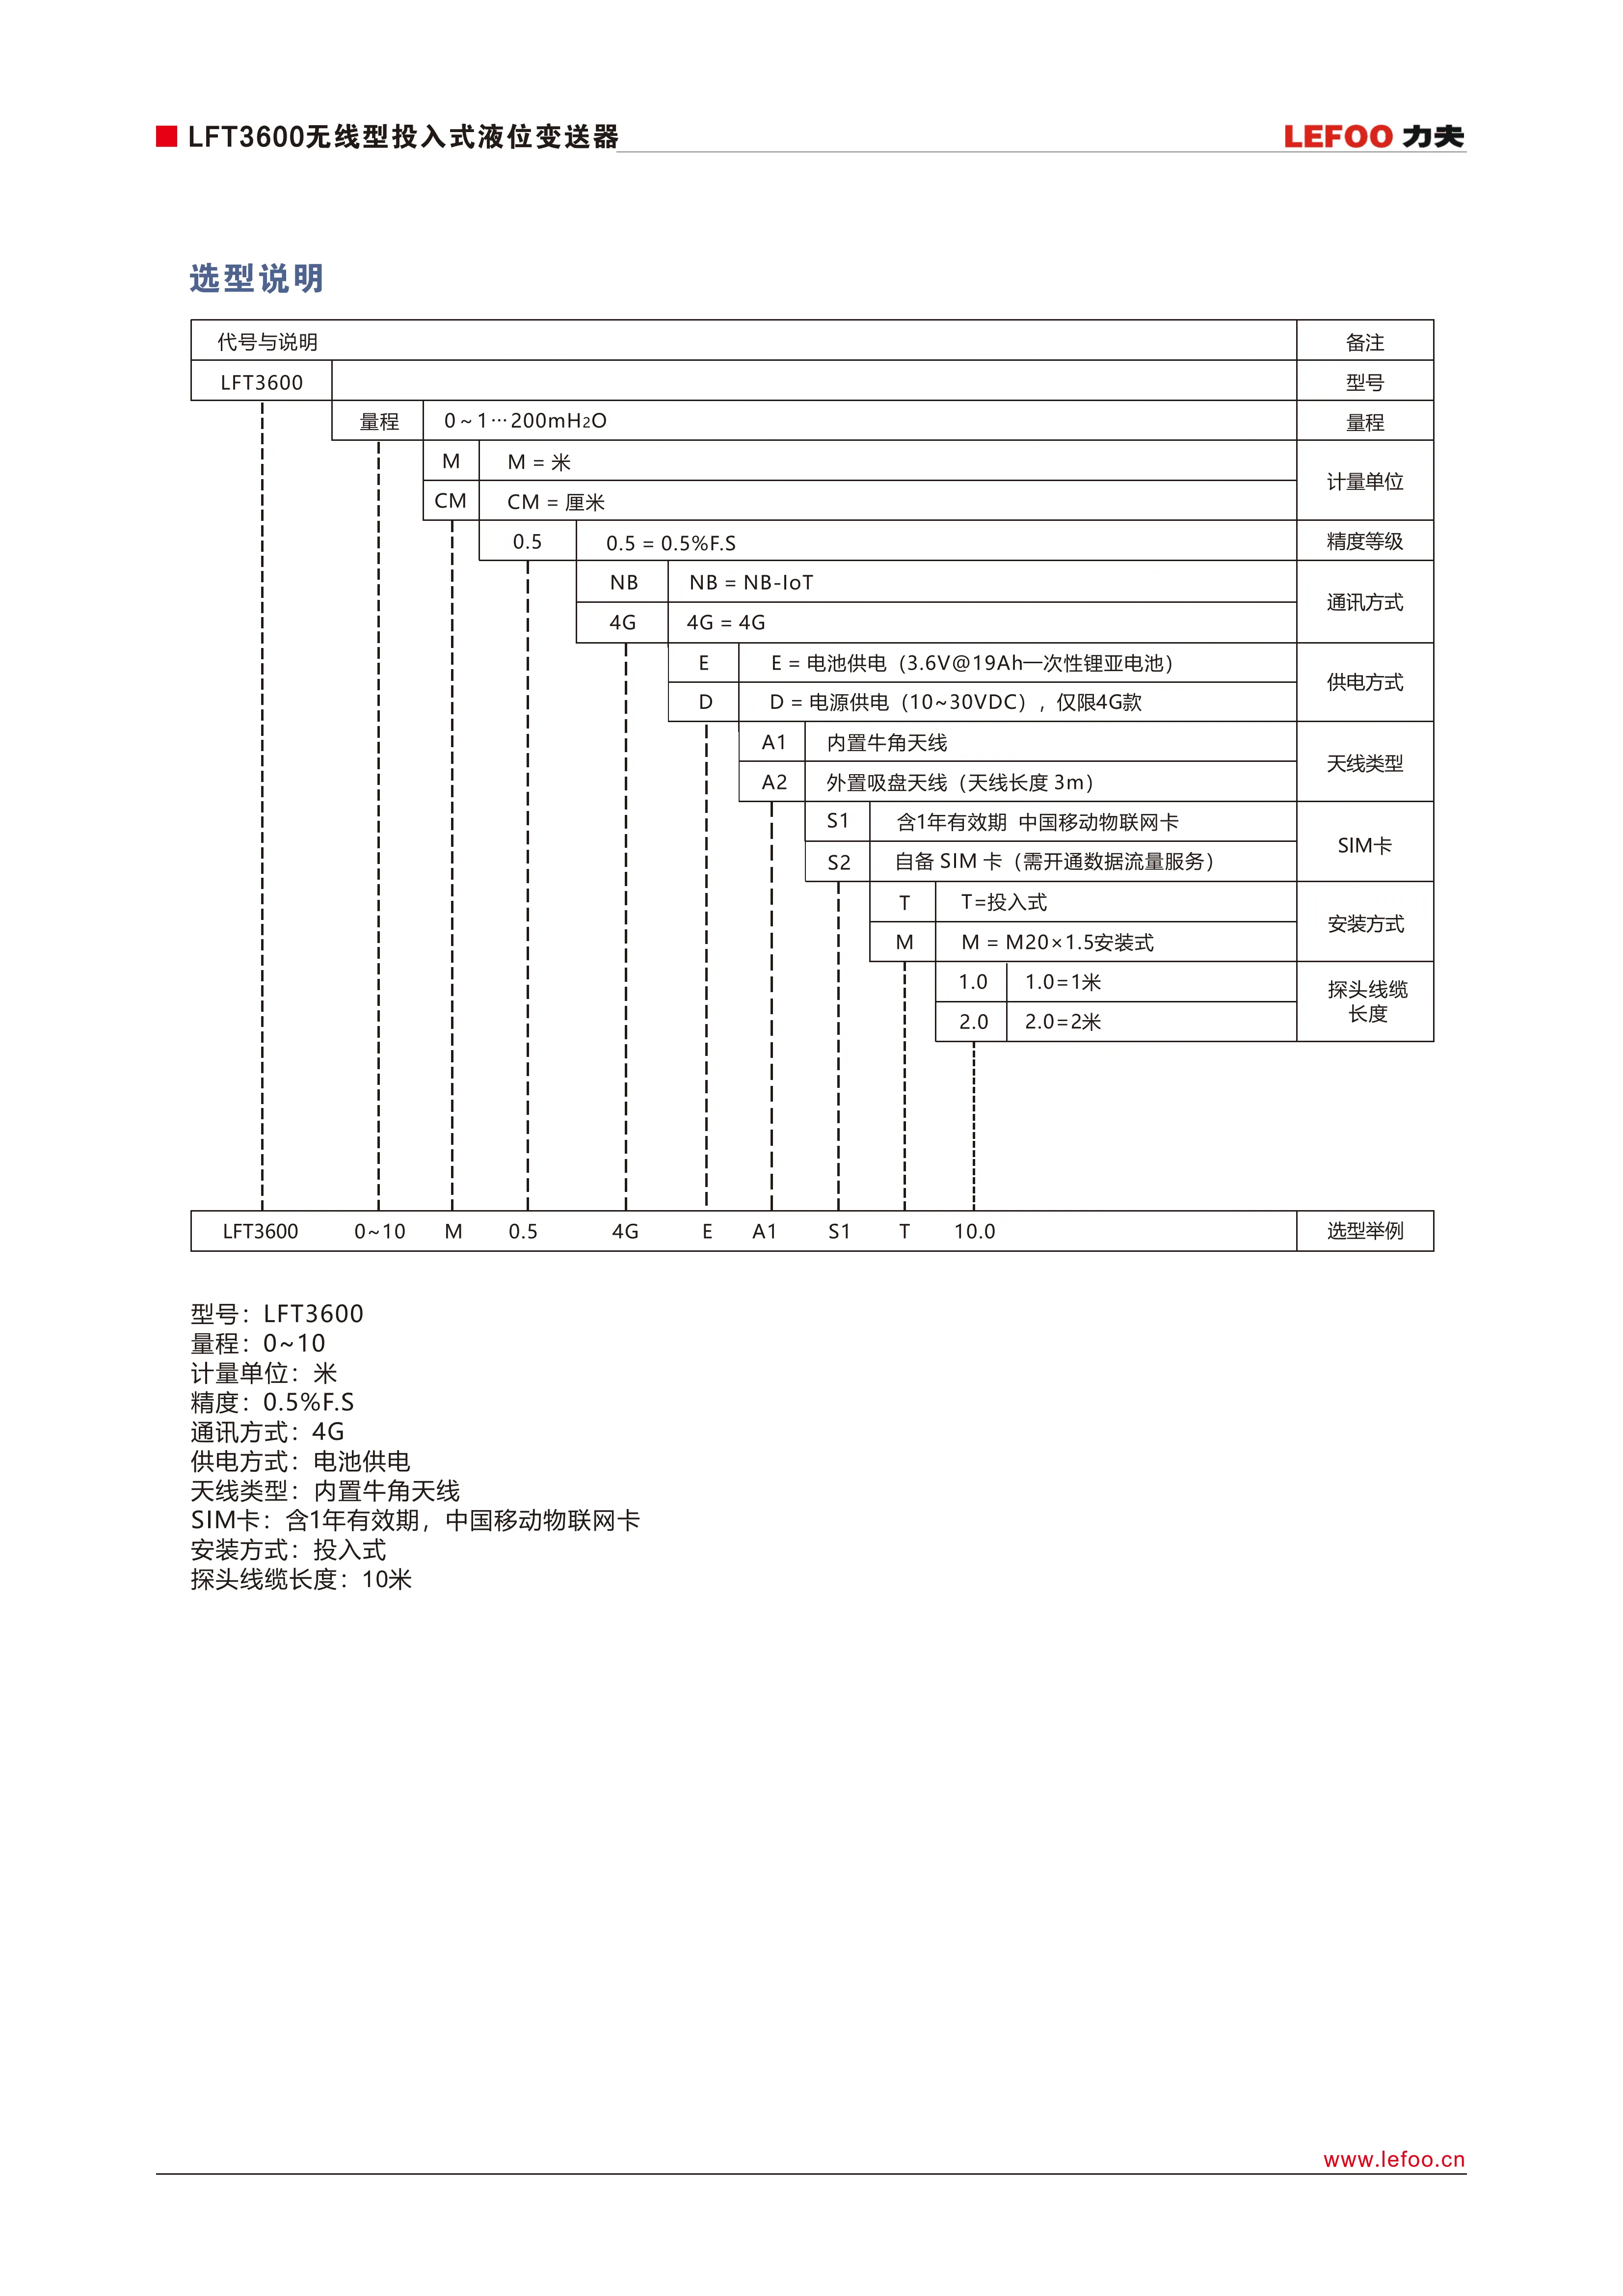 LFT3600无线型投入式液位变送器
LEFOO 力夫
选型说明
代号与说明 备注
LFT3600 型号
量程 0~1…200mH2O 量程
M M = 米
计量单位
CM CM = 厘米
0.5 0.5 = 0.5%F.S 精度等级
NB NB = NB-IoT
通讯方式
4G 4G = 4G
E E = 电池供电（3.6V@19Ah一次性锂亚电池）
供电方式
D D = 电源供电（10~30VDC），仅限4G款
A1 内置牛角天线
天线类型
A2 外置吸盘天线（天线长度 3m）
S1 含1年有效期 中国移动物联网卡
SIM卡
S2 自备 SIM 卡（需开通数据流量服务）
T T=投入式
安装方式
M M = M20×1.5安装式
1.0 1.0=1米
探头线缆
长度
2.0 2.0=2米
LFT3600 0~10 M 0.5 4G E A1 S1 T 10.0 选型举例
型号：LFT3600
量程：0~10
计量单位：米
精度：0.5%F.S
通讯方式：4G
供电方式：电池供电
天线类型：内置牛角天线
SIM卡：含1年有效期，中国移动物联网卡
安装方式：投入式
探头线缆长度：10米
www.lefoo.cn